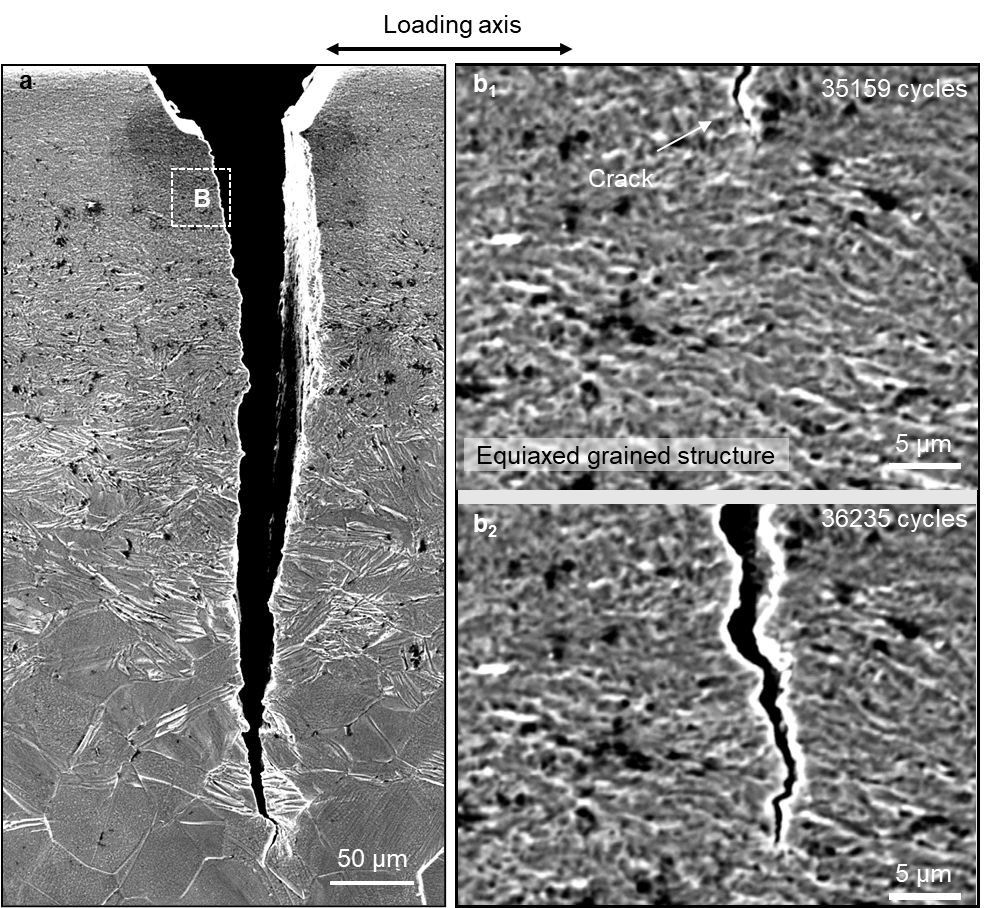 Loading axis
a
B
50 µm
b1
35159 cycles
Crack
Equiaxed grained structure
5 µm
b2
36235 cycles
5 µm